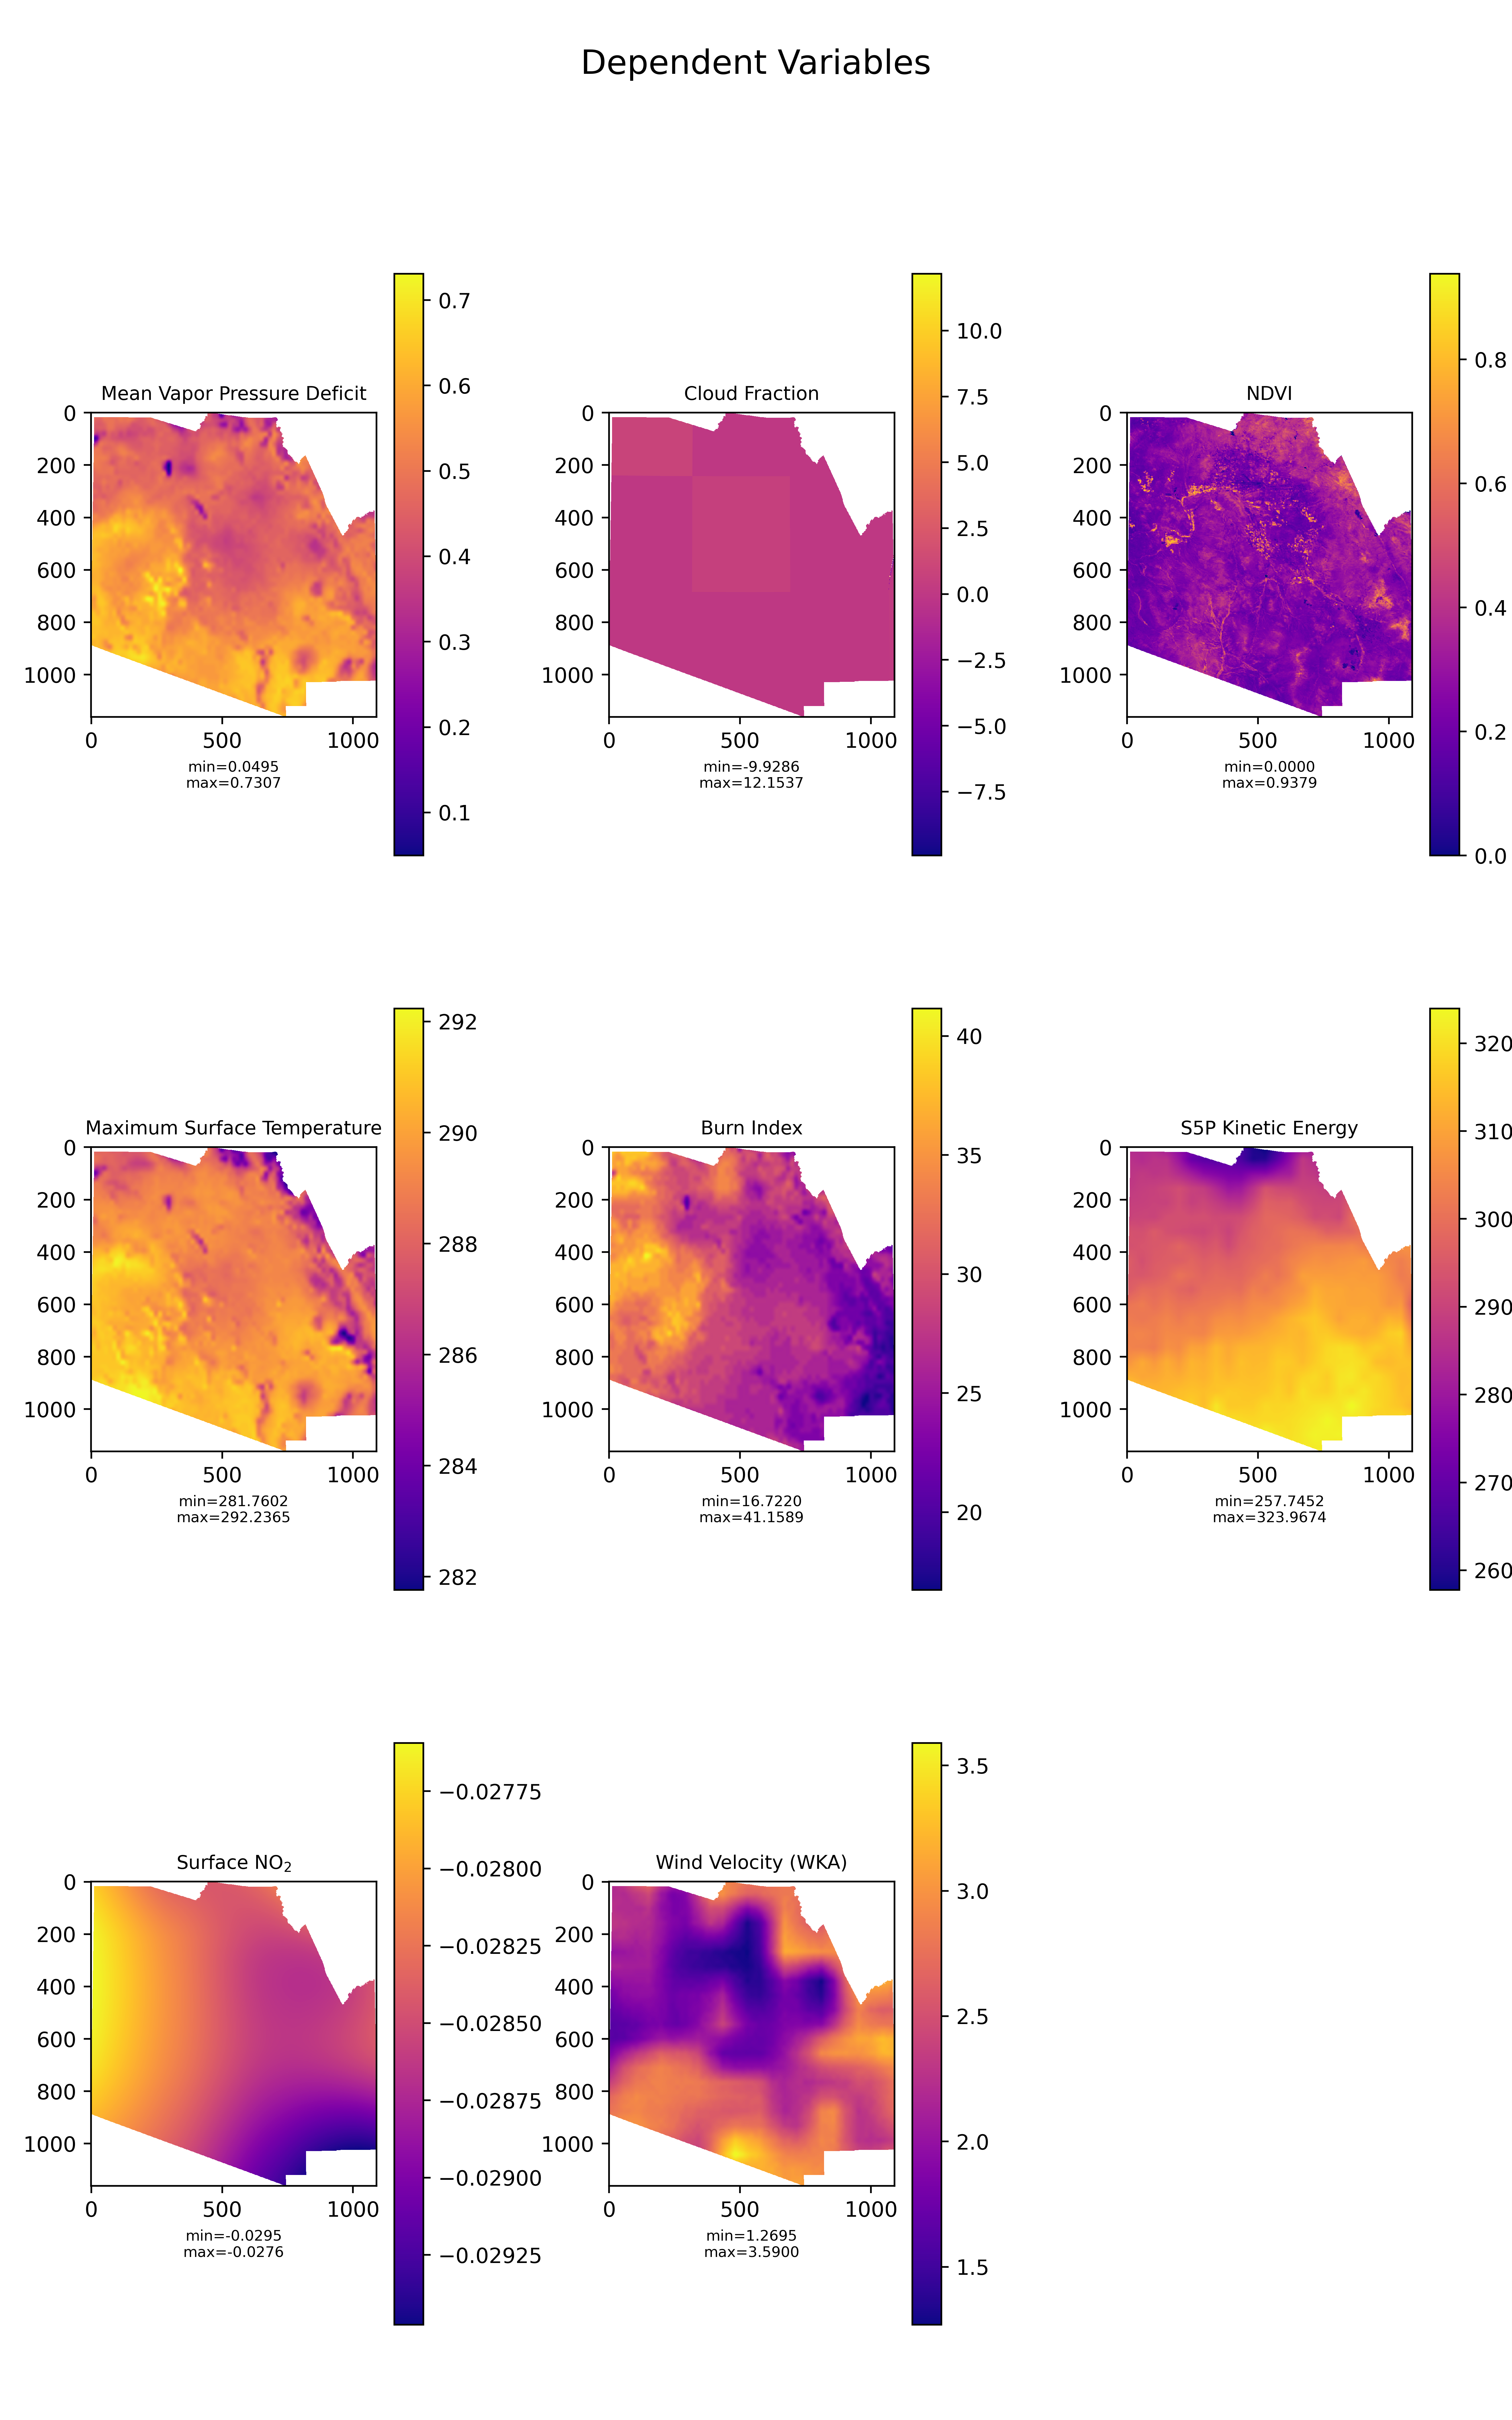 Dependent Variables
Mean Vapor Pressure Deficit
0
200
400
600
800
1000
0 500 1000
min=0.0495
max=0.7307
0.7
0.6
0.5
0.4
0.3
0.2
0.1
Cloud Fraction
0
200
400
600
800
1000
0 500 1000
min=-9.9286
max=12.1537
10.0
7.5
5.0
2.5
0.0
−2.5
−5.0
−7.5
NDVI
0
200
400
600
800
1000
0 500 1000
min=0.0000
max=0.9379
0.8
0.6
0.4
0.2
0.0
Maximum Surface Temperature
0
200
400
600
800
1000
0 500 1000
min=281.7602
max=292.2365
292
290
288
286
284
282
Burn Index
0
200
400
600
800
1000
0 500 1000
min=16.7220
max=41.1589
40
35
30
25
20
S5P Kinetic Energy
0
200
400
600
800
1000
0 500 1000
min=257.7452
max=323.9674
320
310
300
290
280
270
260
Surface NO₂
0
200
400
600
800
1000
0 500 1000
min=-0.0295
max=-0.0276
−0.02775
−0.02800
−0.02825
−0.02850
−0.02875
−0.02900
−0.02925
Wind Velocity (WKA)
0
200
400
600
800
1000
0 500 1000
min=1.2695
max=3.5900
3.5
3.0
2.5
2.0
1.5